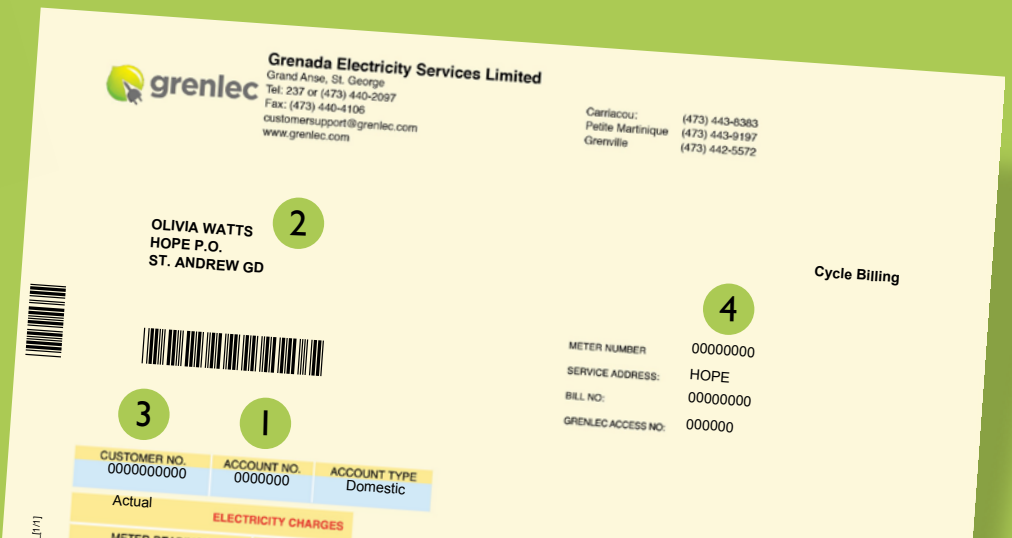 grenlec
Grenada Electricity Services Limited
Grand Anse, St. George
Tel: 237 or (473) 440-2097
Fax: (473) 440-4106
customersupport@grenlec.com
www.grenlec.com
Carriacou: (473) 443-8383
Petite Martinique (473) 443-9197
Grenville (473) 442-5572
2
OLIVIA WATTS
HOPE P.O.
ST. ANDREW GD
Cycle Billing
4
METER NUMBER 00000000
SERVICE ADDRESS: HOPE
BILL NO: 00000000
GRENLEC ACCESS NO: 000000
3
1
CUSTOMER NO. ACCOUNT NO. ACCOUNT TYPE
0000000000 0000000 Domestic
Actual
ELECTRICITY CHARGES
METER
[1/1]